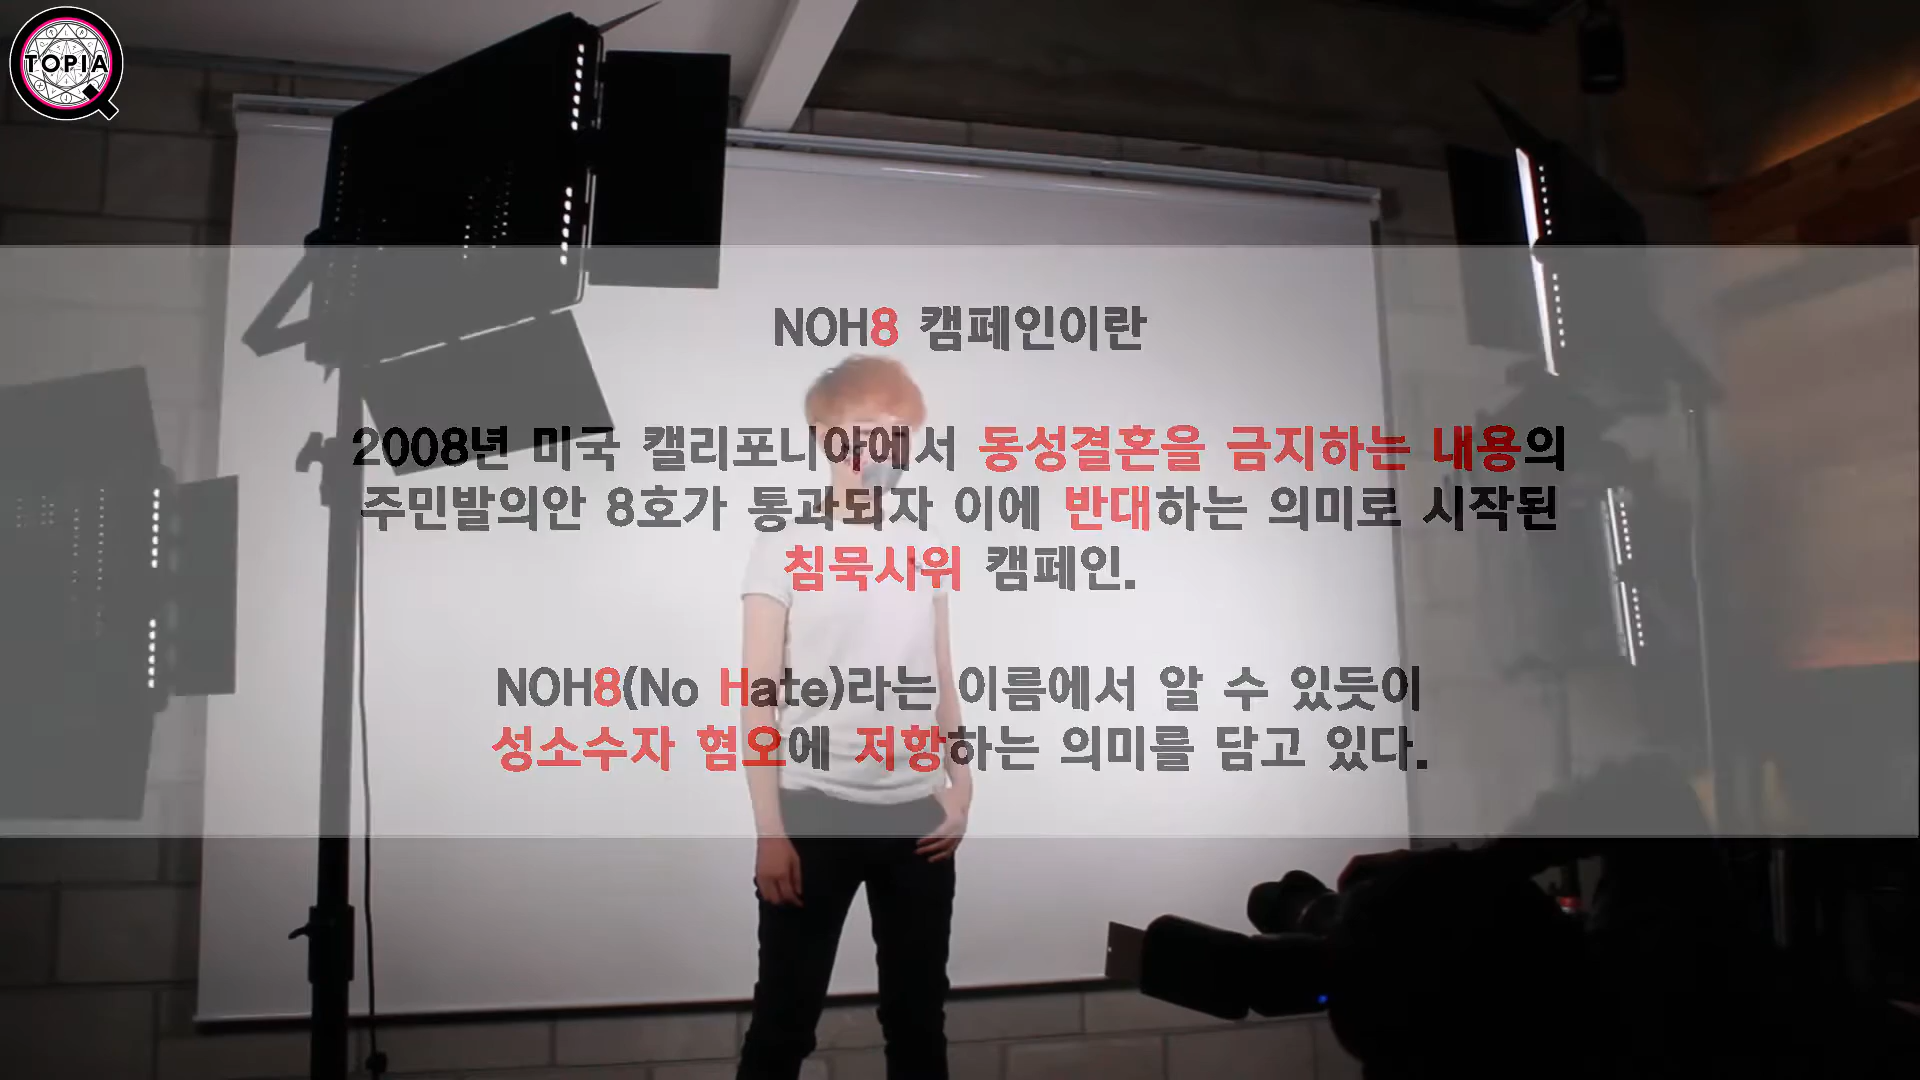 TOPIA
NOH8 캠페인이란
2008년 미국 캘리포니아에서 동성결혼을 금지하는 내용의
주민발의안 8호가 통과되자 이에 반대하는 의미로 시작된
침묵시위 캠페인.
NOH8(No Hate)라는 이름에서 알 수 있듯이
성소수자 혐오에 저항하는 의미를 담고 있다.